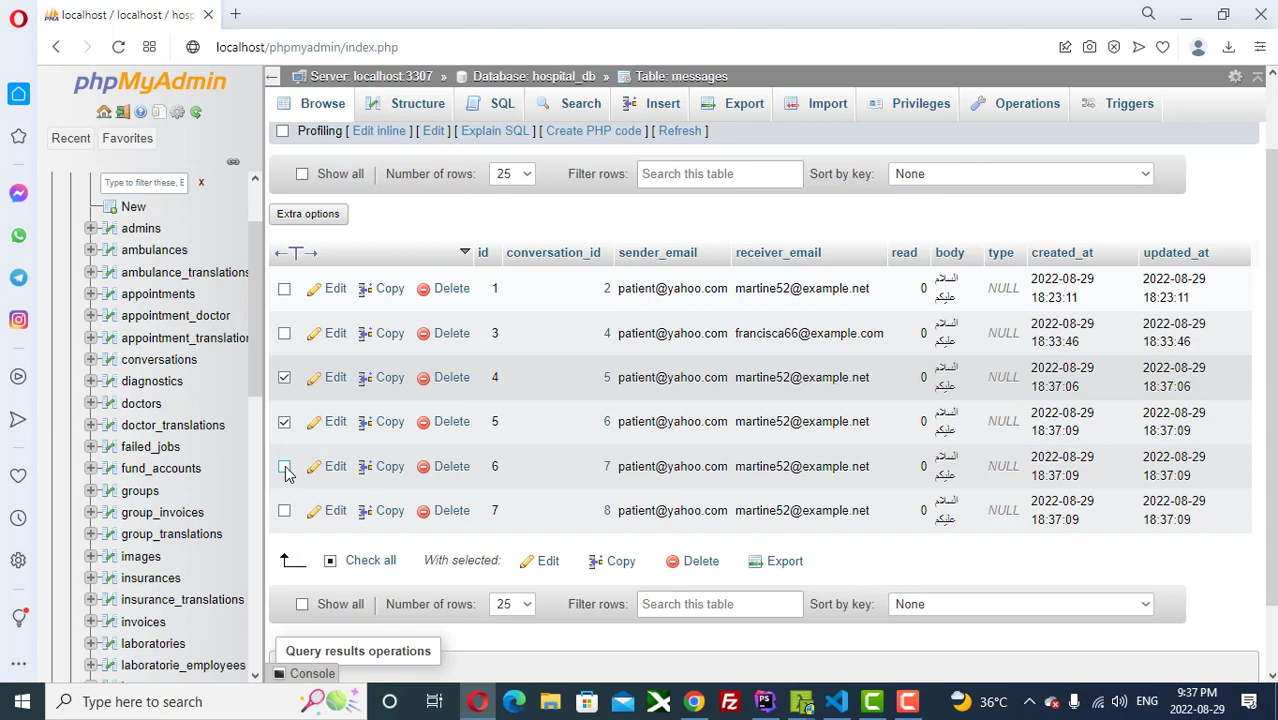 localhost / localhost / hosp
localhost/phpmyadmin/index.php
phpMyAdmin
Recent Favorites
Type to filter these, E X
New
admins
ambulances
ambulance_translations
appointments
appointment_doctor
appointment_translation
conversations
diagnostics
doctors
doctor_translations
failed_jobs
fund_accounts
groups
group_invoices
group_translations
images
insurances
insurance_translations
invoices
laboratories
laboratorie_employees
Server: localhost:3307 » Database: hospital_db » Table: messages
Browse Structure SQL Search Insert Export Import Privileges Operations Triggers
Profiling [ Edit inline ] [ Edit ] [ Explain SQL ] [ Create PHP code ] [ Refresh ]
Show all Number of rows: 25 Filter rows: Search this table Sort by key: None
Extra options
←T→ id conversation_id sender_email receiver_email read body type created_at updated_at
Edit Copy Delete 1 2 patient@yahoo.com martine52@example.net 0 السلام عليكم NULL 2022-08-29 18:23:11 2022-08-29 18:23:11
Edit Copy Delete 3 4 patient@yahoo.com 0 السلام عليكم NULL 2022-08-29 18:33:46 2022-08-29 18:33:46
Edit Copy Delete 4 5 patient@yahoo.com martine52@example.net 0 السلام عليكم NULL 2022-08-29 18:37:06 2022-08-29 18:37:06
Edit Copy Delete 5 6 patient@yahoo.com martine52@example.net 0 السلام عليكم NULL 2022-08-29 18:37:09 2022-08-29 18:37:09
Edit Copy Delete 6 7 patient@yahoo.com martine52@example.net 0 السلام عليكم NULL 2022-08-29 18:37:09 2022-08-29 18:37:09
Edit Copy Delete 7 8 patient@yahoo.com martine52@example.net 0 السلام عليكم NULL 2022-08-29 18:37:09 2022-08-29 18:37:09
Check all With selected: Edit Copy Delete Export
Show all Number of rows: 25 Filter rows: Search this table Sort by key: None
Query results operations
Console
Type here to search
36°C ENG 9:37 PM
2022-08-29